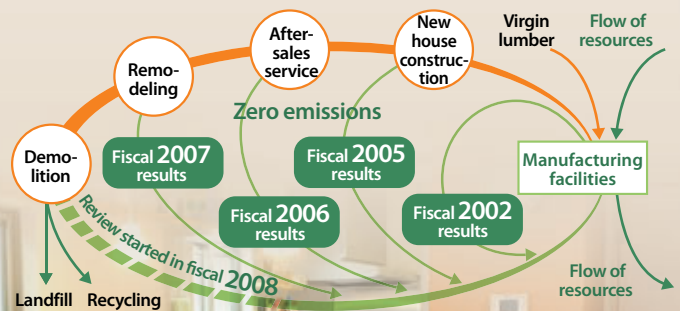 New
house
construc-
tion
After-
sales
service
Remo-
deling
Demo-
lition
Virgin
lumber
Flow of
resources
Zero emissions
Fiscal 2007
results
Fiscal 2006
results
Fiscal 2005
results
Fiscal 2002
results
Manufacturing
facilities
Review started in fiscal 2008
Landfill
Recycling
Flow of
resources